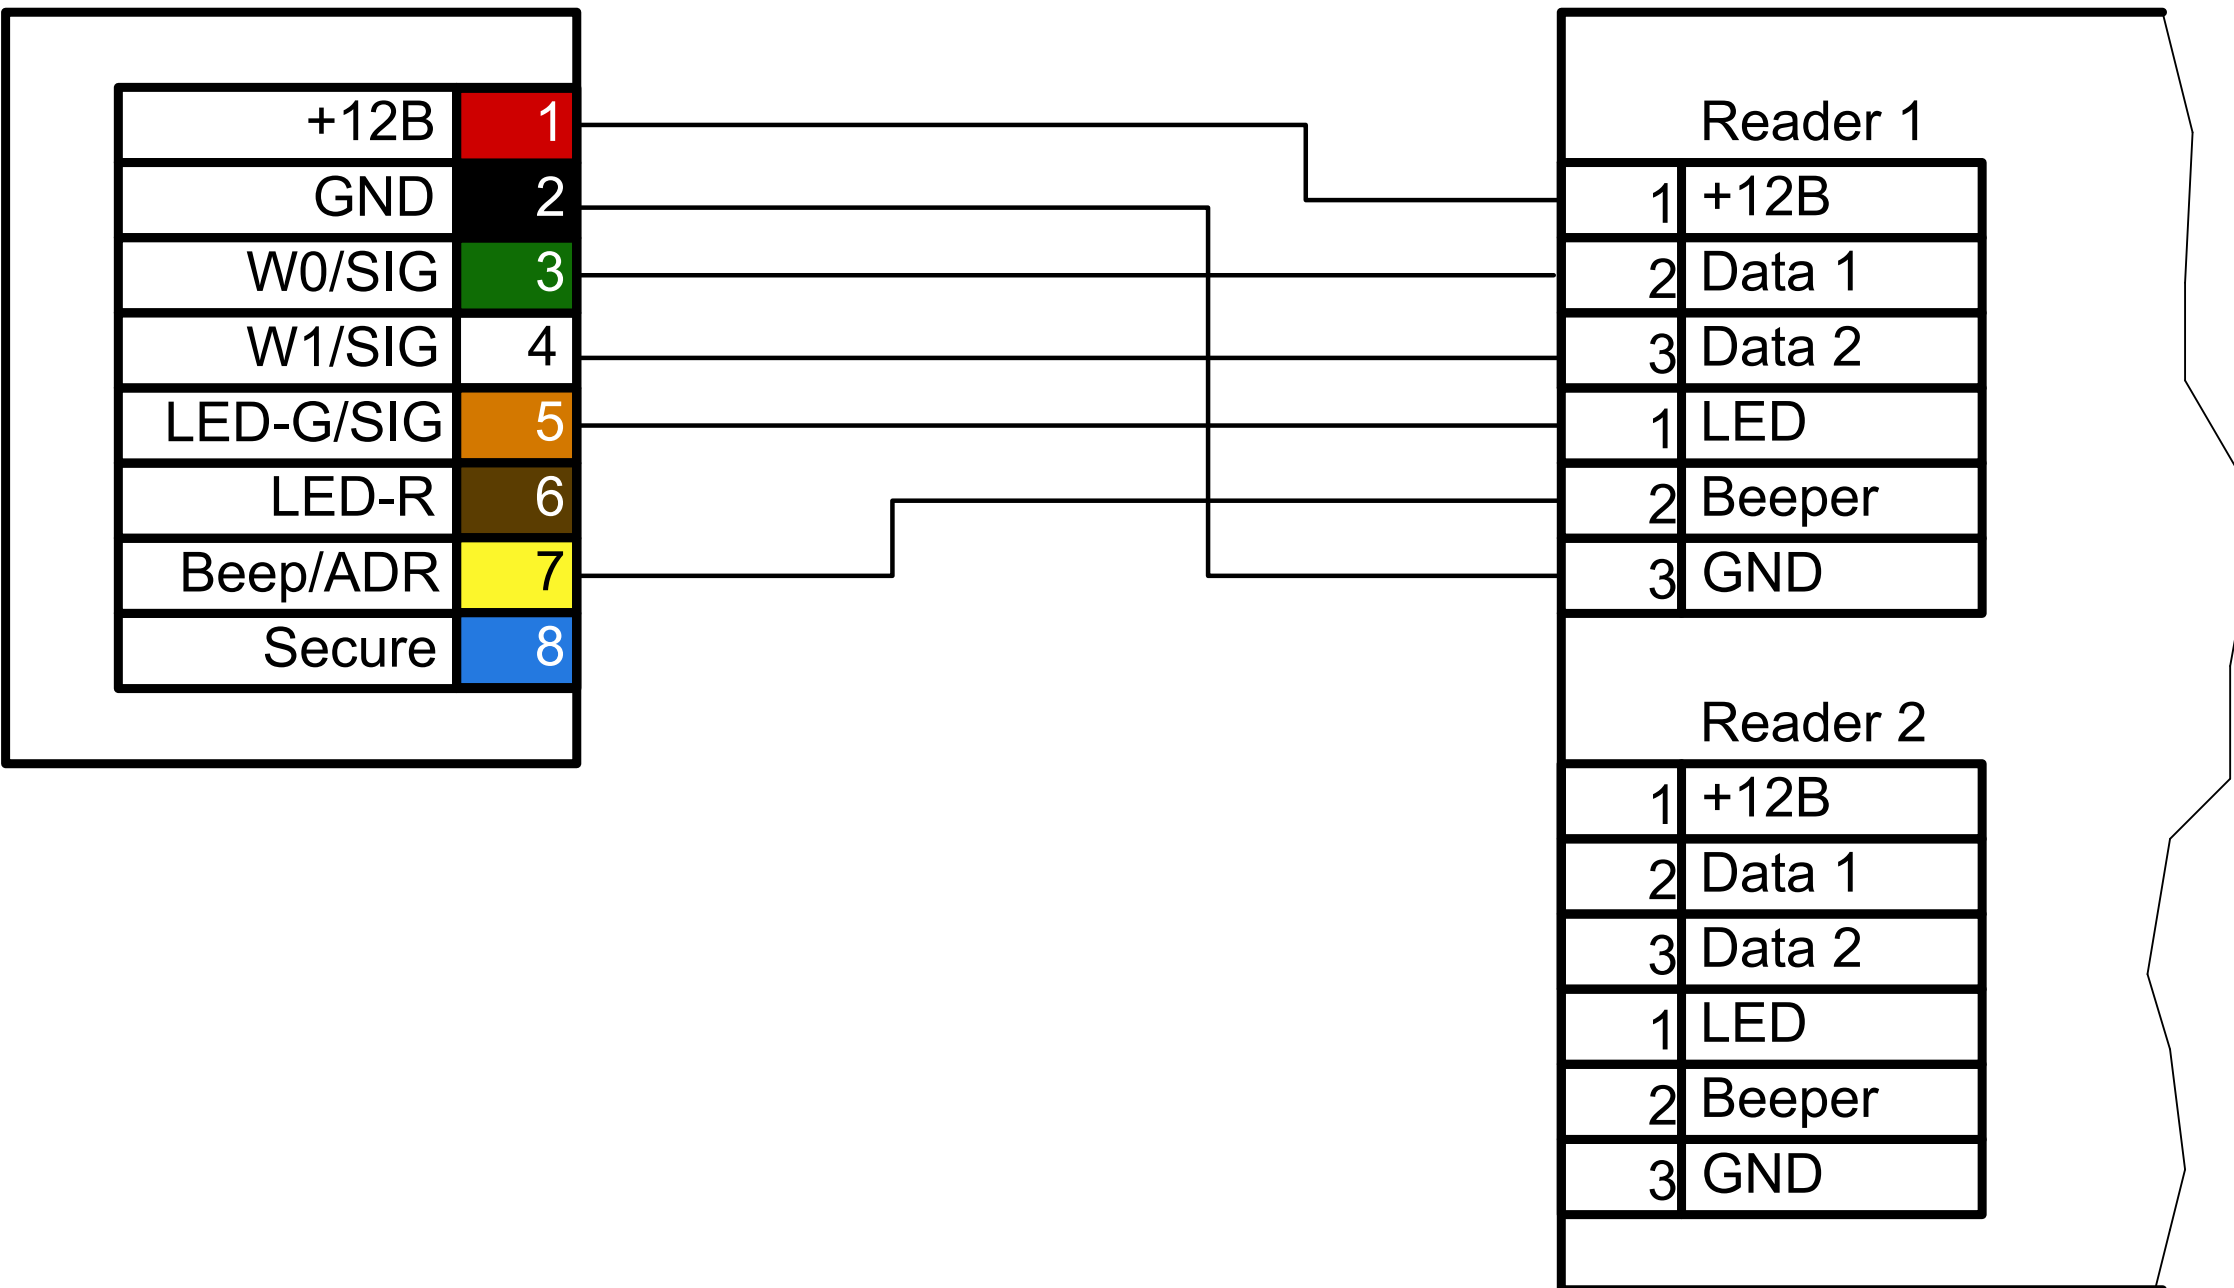 +12B 1
GND 2
W0/SIG 3
W1/SIG 4
LED-G/SIG 5
LED-R 6
Beep/ADR 7
Secure 8
Reader 1
1 +12B
2 Data 1
3 Data 2
1 LED
2 Beeper
3 GND
Reader 2
1 +12B
2 Data 1
3 Data 2
1 LED
2 Beeper
3 GND